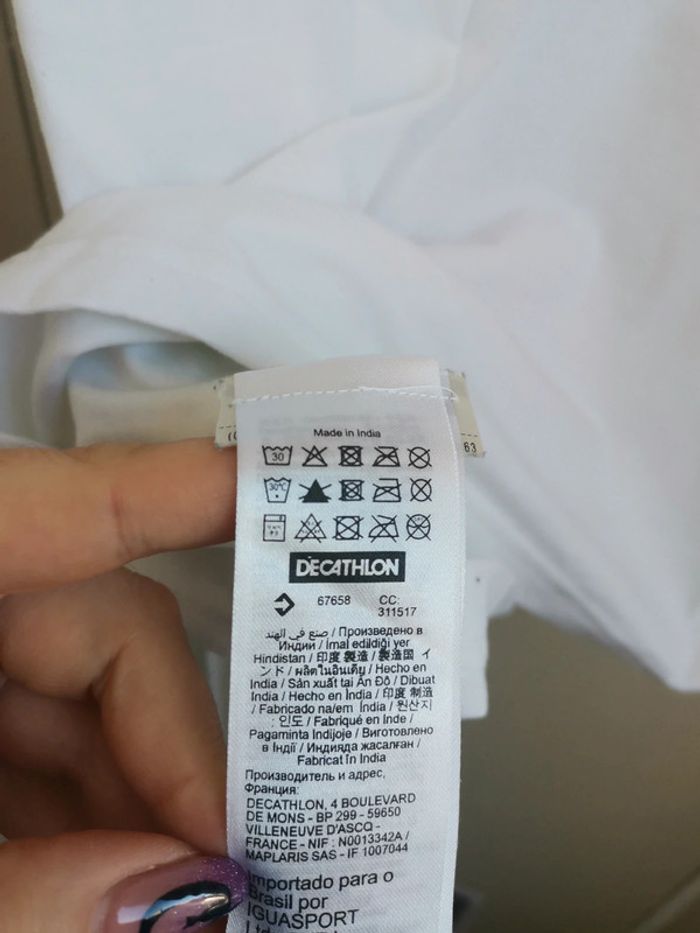 Made in India
30
30°C
DECATHLON
67658 CC:
311517
63
صنع في الهند / Произведено в
Индии / İmal edildiği yer
Hindistan / 印度 製造 / 製造国 イ
ンド / ผลิตในอินเดีย / Hecho en
India / Sản xuất tại Ấn Độ / Dibuat
India / Hecho en India / 印度 制造
/ Fabricado na/em India / 원산지
: 인도 / Fabriqué en Inde /
Pagaminta Indijoje / Виготовлено
в Індії / Индияда жасалған /
Fabricat în India
Производитель и адрес,
Франция:
DECATHLON, 4 BOULEVARD
DE MONS - BP 299 - 59650
VILLENEUVE D'ASCQ -
FRANCE - NIF : N0013342A /
MAPLARIS SAS - IF 1007044
Importado para o
Brasil por
IGUASPORT